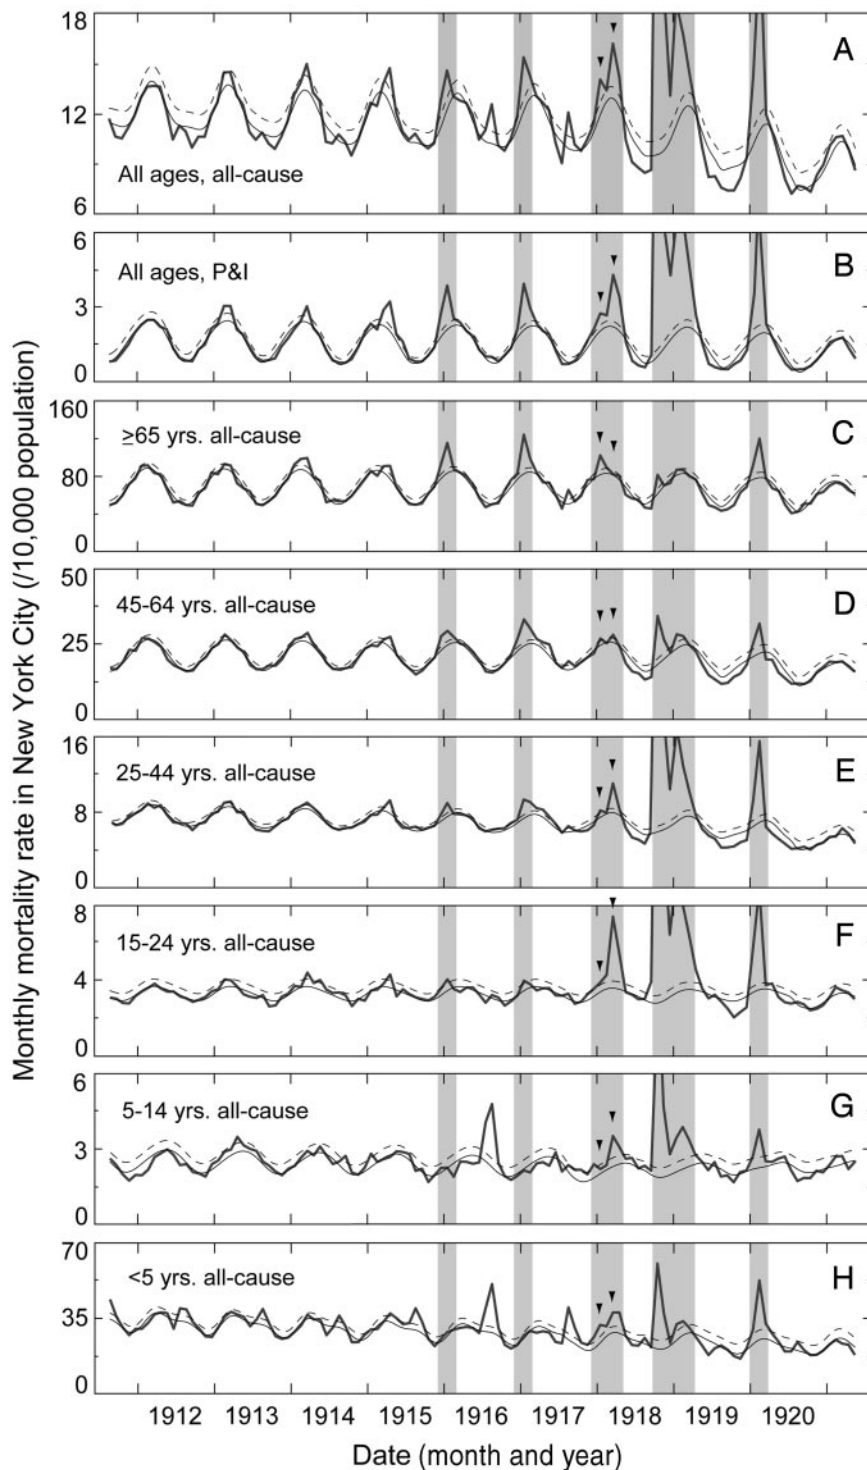 Monthly mortality rate in New York City (/10,000 population)
18
12
6
A
All ages, all-cause
6
3
0
B
All ages, P&I
160
80
0
C
≥65 yrs. all-cause
50
25
0
D
45-64 yrs. all-cause
16
8
0
E
25-44 yrs. all-cause
8
4
0
F
15-24 yrs. all-cause
6
3
0
G
5-14 yrs. all-cause
70
35
0
H
<5 yrs. all-cause
1912 1913 1914 1915 1916 1917 1918 1919 1920
Date (month and year)